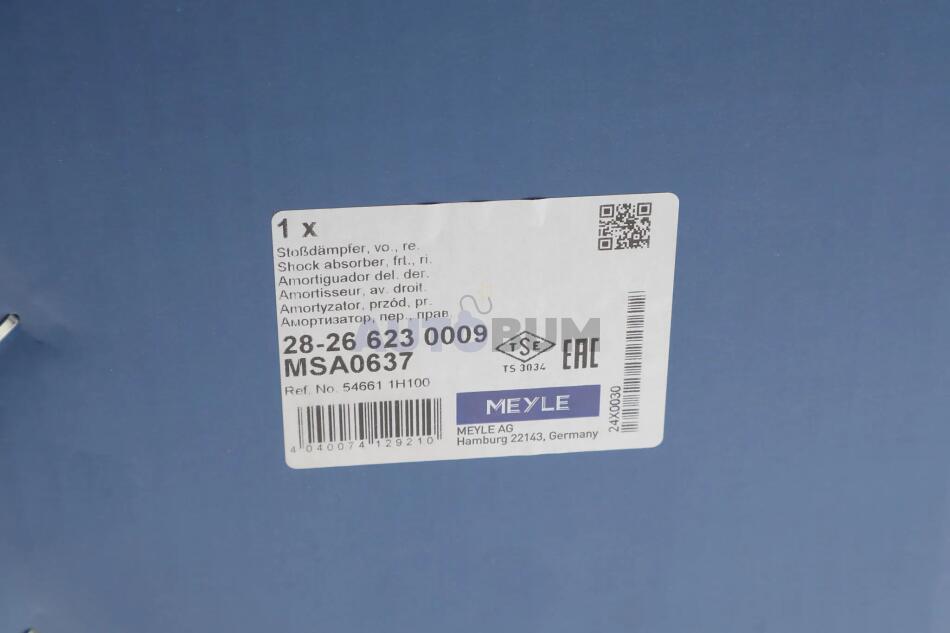 1 x
Stoßdämpfer, vo., re.
Shock absorber, frt., ri.
Amortiguador del. der.
Amortisseur, av. droit.
Amortyzator, przód, pr.
Амортизатор, пер., прав.
AUTOBUM
28-26 623 0009
MSA0637
TSE
TS 3034
EAC
Ref. No. 54661 1H100
MEYLE
MEYLE AG
Hamburg 22143, Germany
4 040074 129210
24X0030